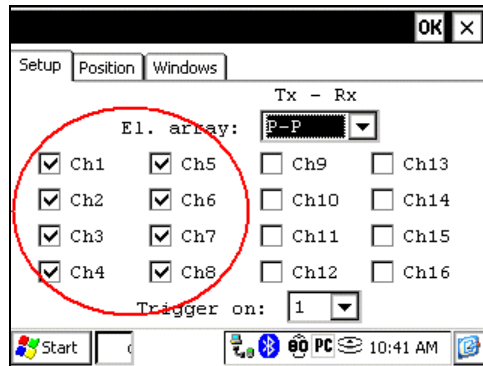 OK ×
Setup Position Windows
Tx - Rx
El. array: P-P
Ch1 Ch5 Ch9 Ch13
Ch2 Ch6 Ch10 Ch14
Ch3 Ch7 Ch11 Ch15
Ch4 Ch8 Ch12 Ch16
Trigger on: 1
Start PC 10:41 AM